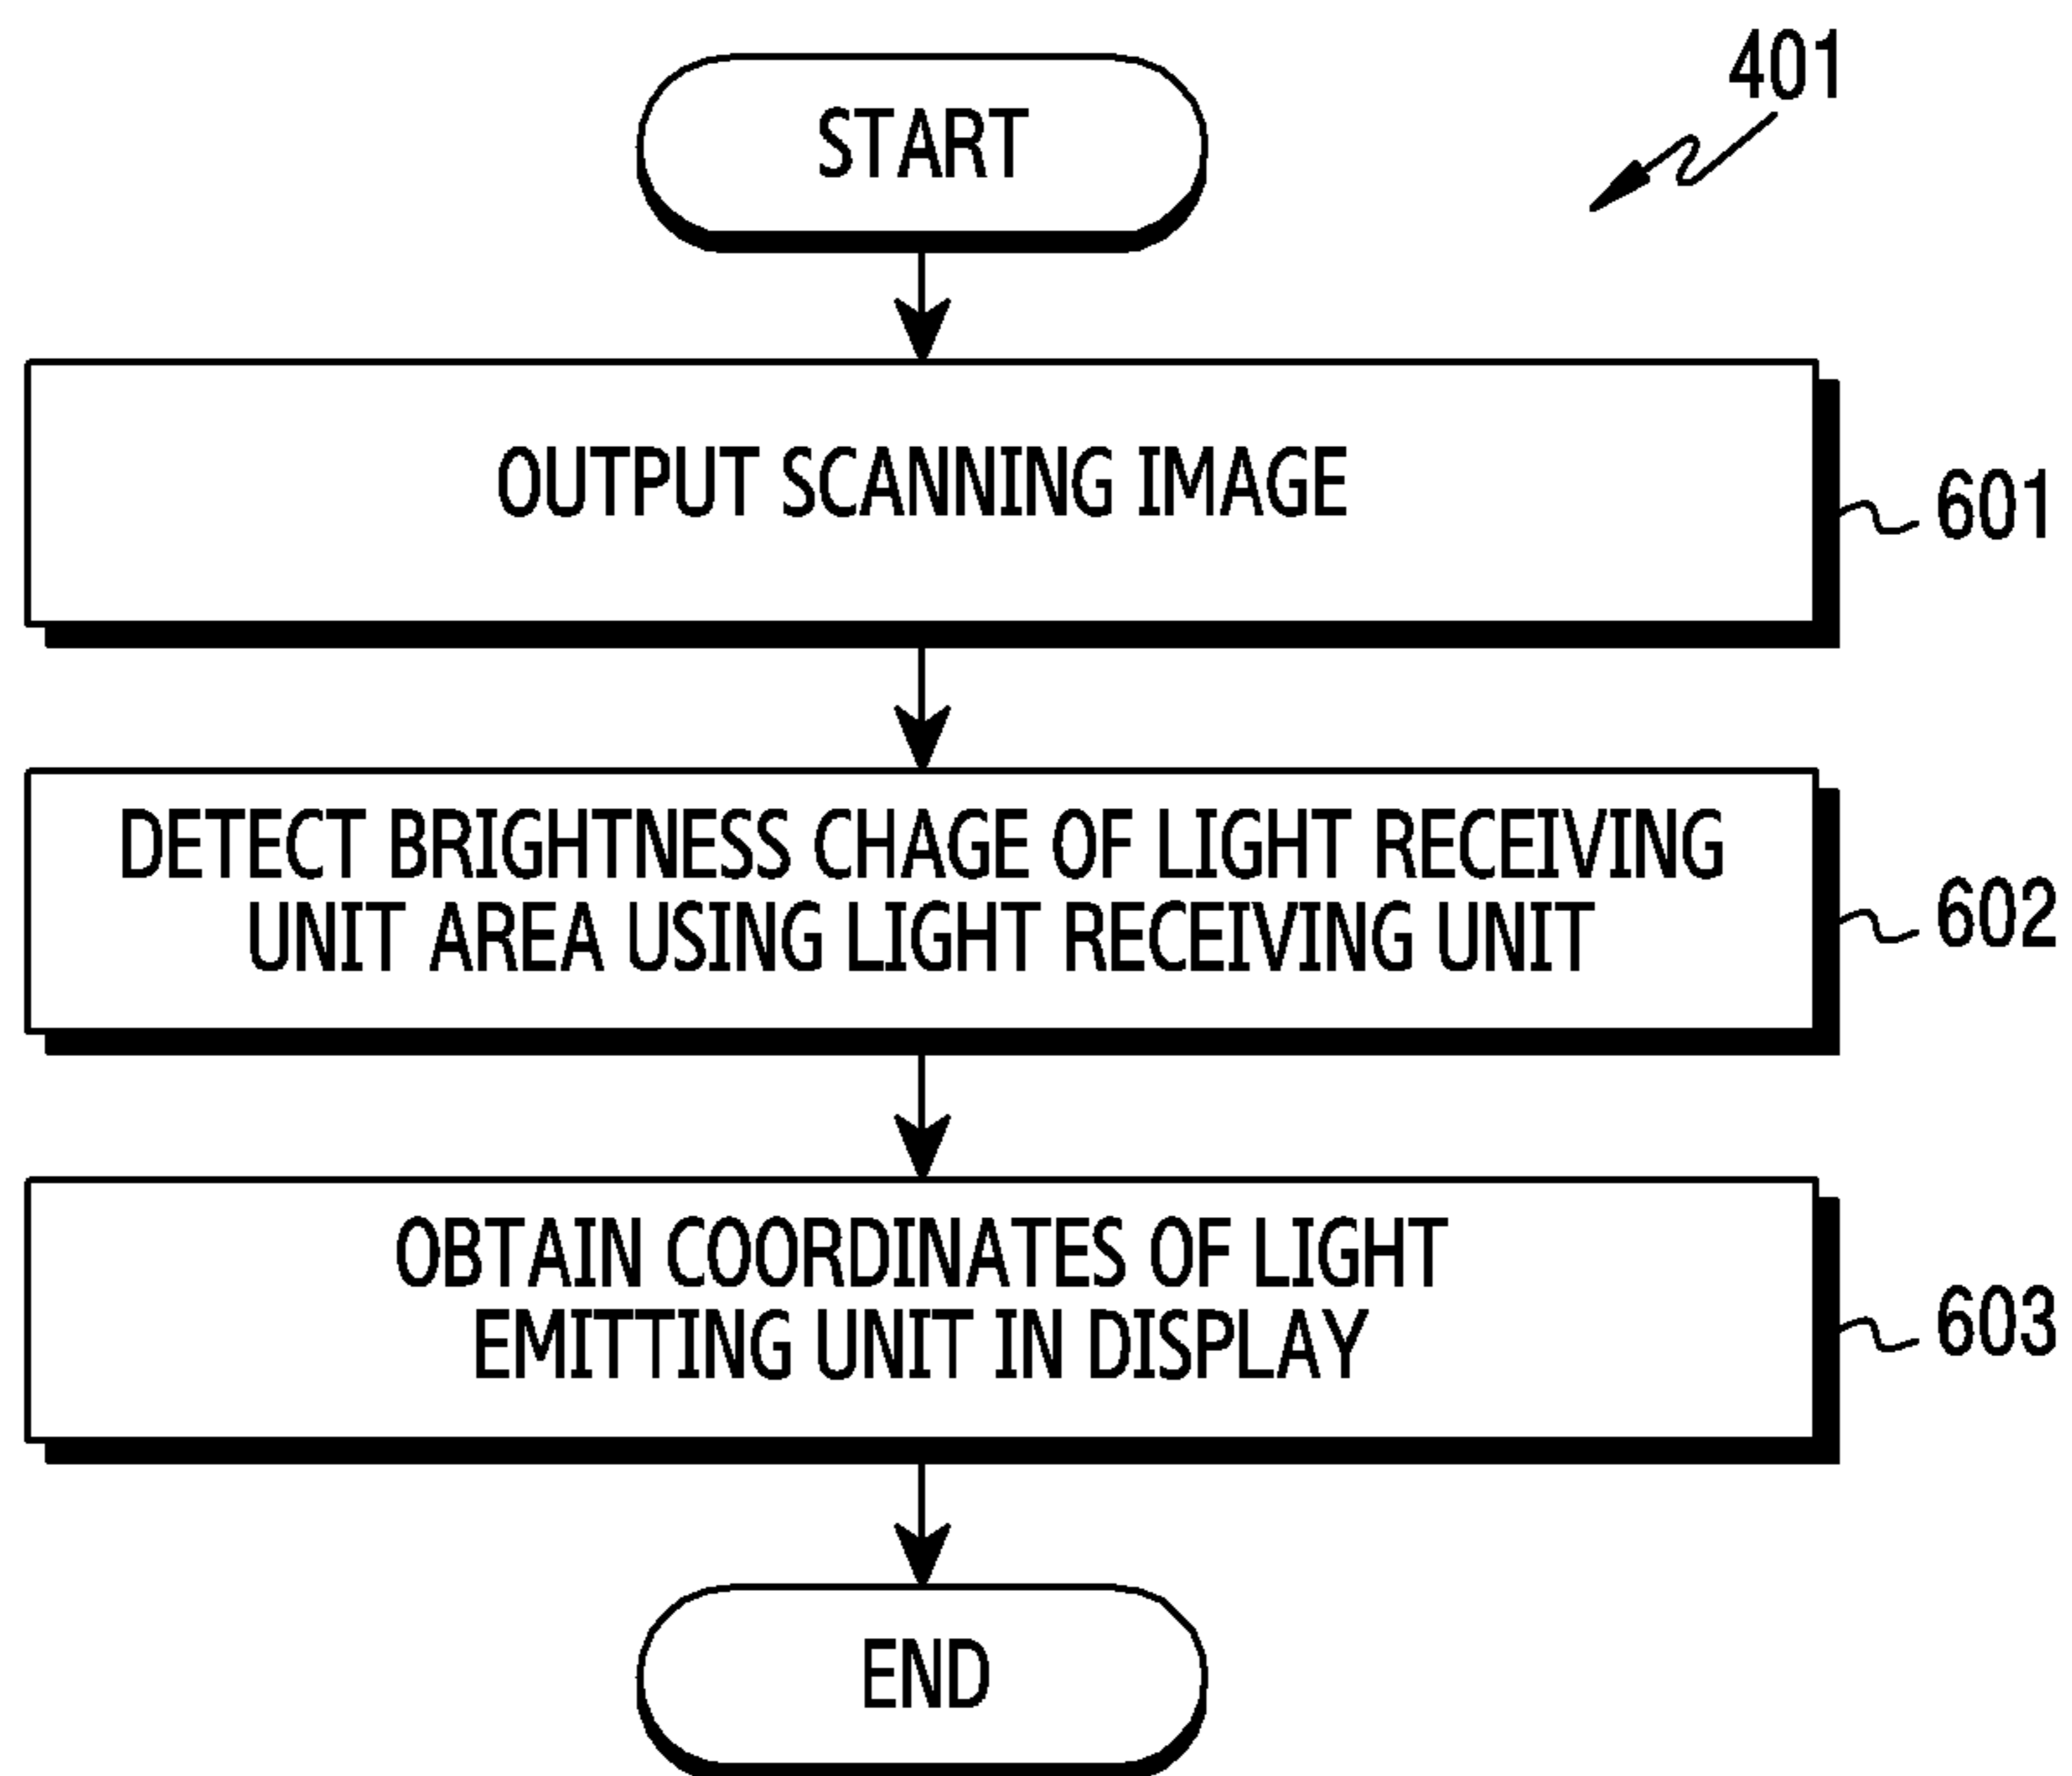 401
START
OUTPUT SCANNING IMAGE
601
DETECT BRIGHTNESS CHAGE OF LIGHT RECEIVING
UNIT AREA USING LIGHT RECEIVING UNIT
602
OBTAIN COORDINATES OF LIGHT
EMITTING UNIT IN DISPLAY
603
END